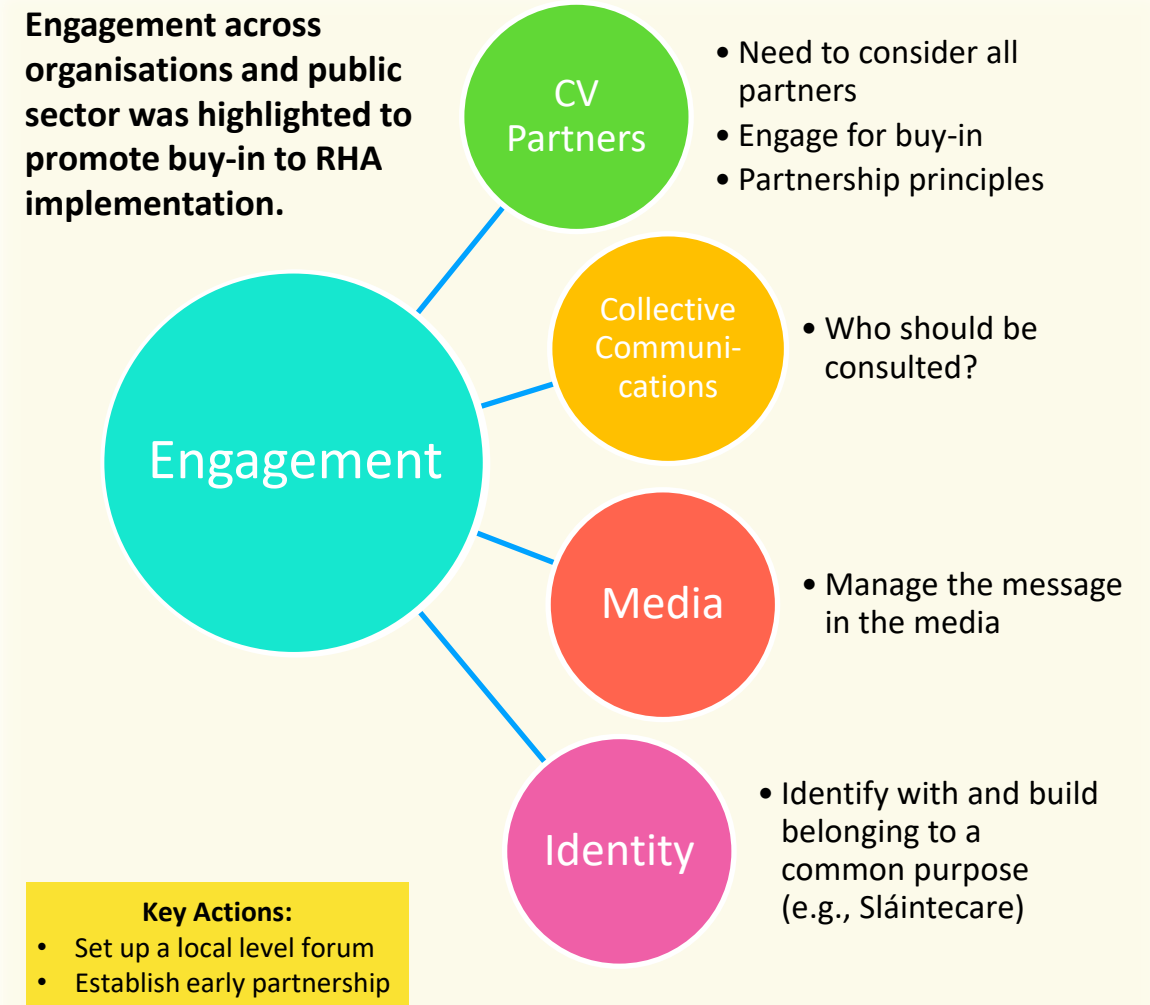 Engagement across
organisations and public
sector was highlighted to
promote buy-in to RHA
implementation.
CV
Partners
• Need to consider all
partners
• Engage for buy-in
• Partnership principles
Collective
Communi-
cations
• Who should be
consulted?
Engagement
Media
• Manage the message
in the media
Identity
• Identify with and build
belonging to a
common purpose
(e.g., Sláintecare)
Key Actions:
• Set up a local level forum
• Establish early partnership